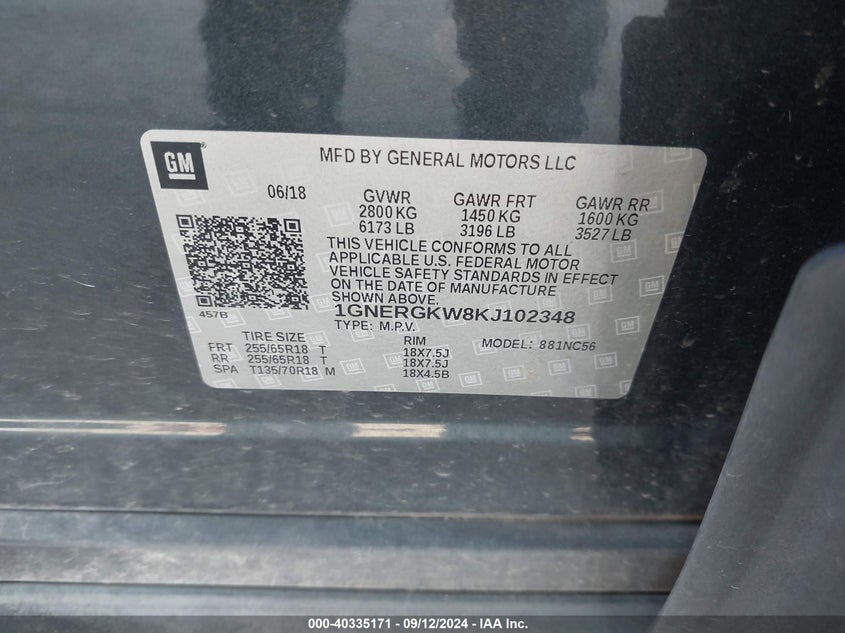 GM
MFD BY GENERAL MOTORS LLC
06/18 GVWR GAWR FRT GAWR RR
2800 KG 1450 KG 1600 KG
6173 LB 3196 LB 3527 LB
THIS VEHICLE CONFORMS TO ALL
APPLICABLE U.S. FEDERAL MOTOR
VEHICLE SAFETY STANDARDS IN EFFECT
ON THE DATE OF MANUFACTURE
SHOWN ABOVE.
457B
1GNERGKW8KJ102348
TYPE: M.P.V. MODEL: 881NC56
TIRE SIZE RIM
FRT 255/65R18 T 18X7.5J
RR 255/65R18 T 18X7.5J
SPA T135/70R18 M 18X4.5B
000-40335171 - 09/12/2024 - IAA Inc.